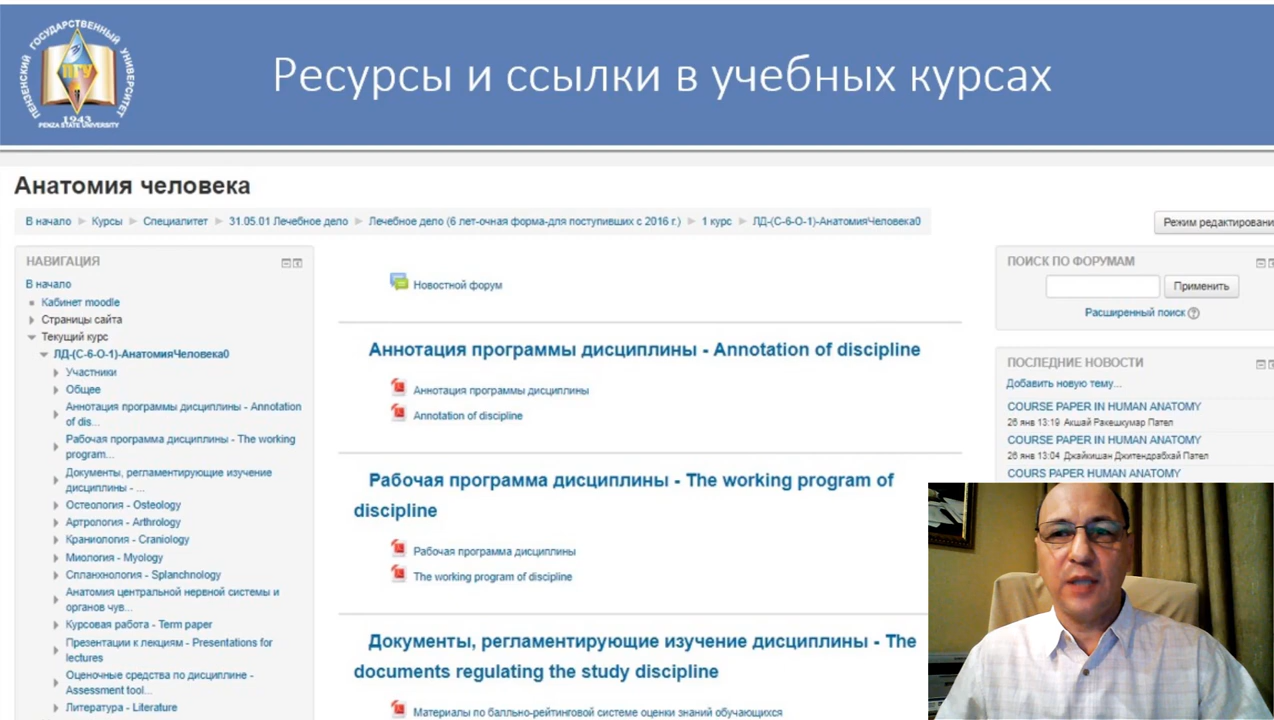 ПЕНЗЕНСКИЙ ГОСУДАРСТВЕННЫЙ УНИВЕРСИТЕТ
ПГУ
1943
PENZA STATE UNIVERSITY
Ресурсы и ссылки в учебных курсах
Анатомия человека
В начало Курсы Специалитет 31.05.01 Лечебное дело Лечебное дело (6 лет-очная форма-для поступивших с 2016 г.) 1 курс ЛД-(С-6-О-1)-АнатомияЧеловека0
Режим редактировани
НАВИГАЦИЯ
В начало
Кабинет moodle
Страницы сайта
Текущий курс
ЛД-(С-6-О-1)-АнатомияЧеловека0
Участники
Общее
Аннотация программы дисциплины - Annotation
of dis...
Рабочая программа дисциплины - The working
program...
Документы, регламентирующие изучение
дисциплины - ...
Остеология - Osteology
Артрология - Arthrology
Краниология - Craniology
Миология - Myology
Спланхнология - Splanchnology
Анатомия центральной нервной системы и
органов чув...
Курсовая работа - Term paper
Презентации к лекциям - Presentations for
lectures
Оценочные средства по дисциплине -
Assessment tool...
Литература - Literature
Новостной форум
Аннотация программы дисциплины - Annotation of discipline
Аннотация программы дисциплины
Annotation of discipline
Рабочая программа дисциплины - The working program of
discipline
Рабочая программа дисциплины
The working program of discipline
Документы, регламентирующие изучение дисциплины - The
documents regulating the study discipline
Материалы по балльно-рейтинговой системе оценки знаний обучающихся
ПОИСК ПО ФОРУМАМ
Применить
Расширенный поиск
ПОСЛЕДНИЕ НОВОСТИ
Добавить новую тему...
COURSE PAPER IN HUMAN ANATOMY
26 янв 13:19 Акшай Ракешкумар Пател
COURSE PAPER IN HUMAN ANATOMY
26 янв 13:04 Джайкишан Джитендрабхай Пател
COURS PAPER HUMAN ANATOMY